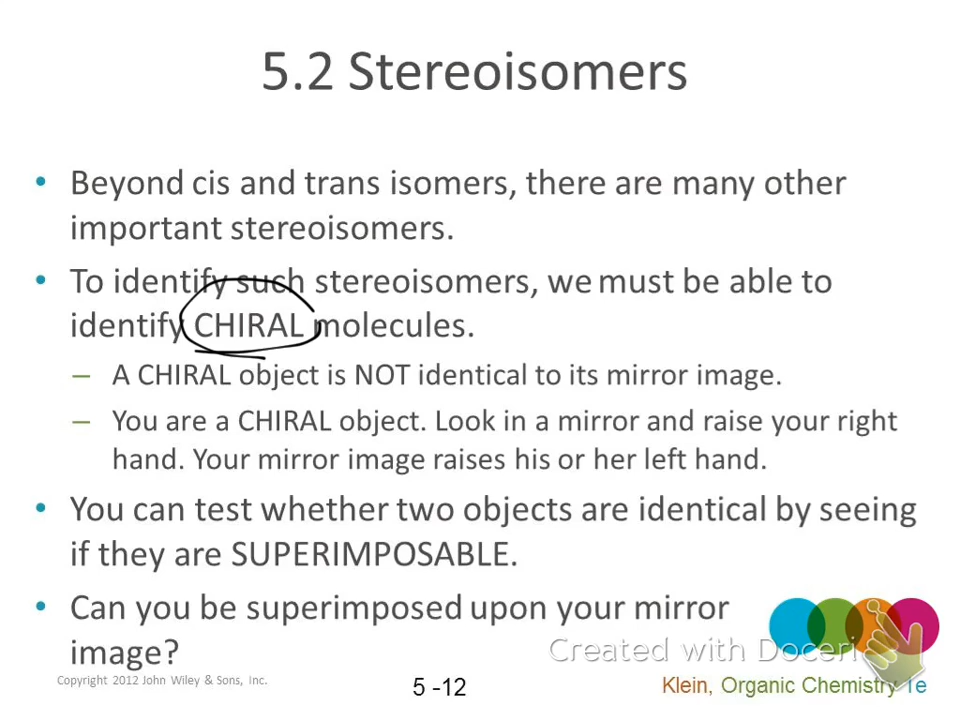 5.2 Stereoisomers
• Beyond cis and trans isomers, there are many other
important stereoisomers.
• To identify such stereoisomers, we must be able to
identify CHIRAL molecules.
– A CHIRAL object is NOT identical to its mirror image.
– You are a CHIRAL object. Look in a mirror and raise your right
hand. Your mirror image raises his or her left hand.
• You can test whether two objects are identical by seeing
if they are SUPERIMPOSABLE.
• Can you be superimposed upon your mirror
image?
Created with Doceri
Copyright 2012 John Wiley & Sons, Inc.
5 -12
Klein, Organic Chemistry 1e